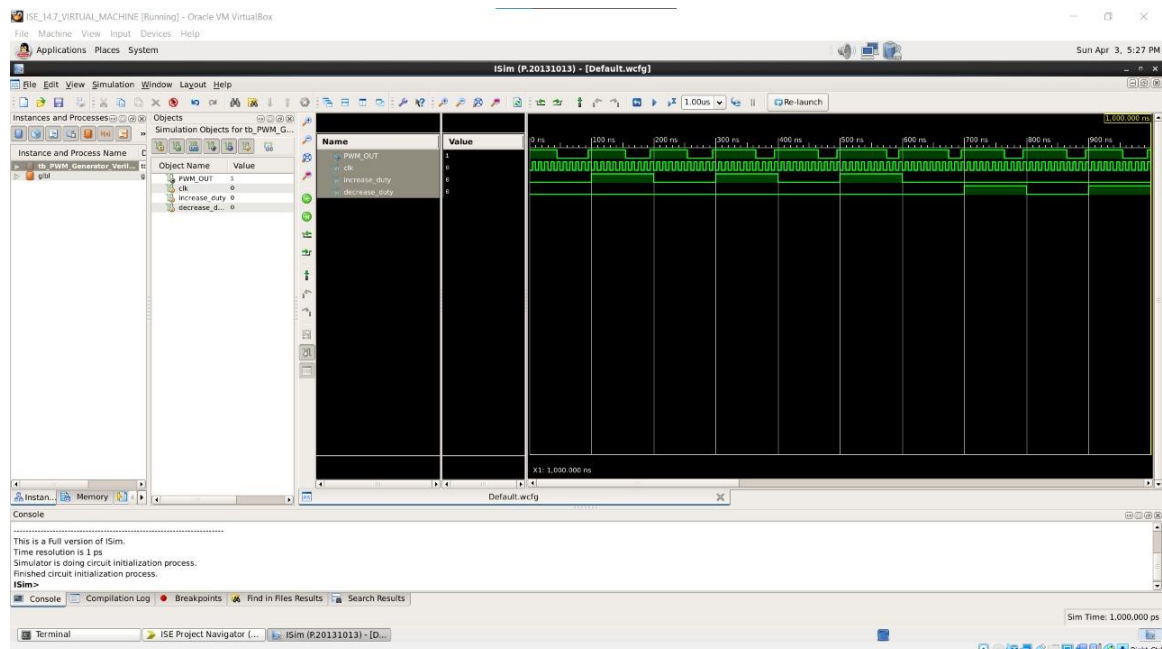 ISE_14.7_VIRTUAL_MACHINE [Running] - Oracle VM VirtualBox
File Machine View Input Devices Help
Applications Places System
Sun Apr 3, 5:27 PM
ISim (P.20131013) - [Default.wcfg]
File Edit View Simulation Window Layout Help
1.00us
Re-launch
Instances and Processes
Instance and Process Name
tb_PWM_Generator_Veril...
glbl
Objects
Simulation Objects for tb_PWM_G...
Object Name Value
PWM_OUT 1
clk 0
increase_duty 0
decrease_d... 0
Name Value
PWM_OUT 1
clk 0
increase_duty 0
decrease_duty 0
1,000.000 ns
0 ns 100 ns 200 ns 300 ns 400 ns 500 ns 600 ns 700 ns 800 ns 900 ns
X1: 1,000.000 ns
Instan... Memory
Default.wcfg
Console
This is a Full version of ISim.
Time resolution is 1 ps
Simulator is doing circuit initialization process.
Finished circuit initialization process.
ISim>
Console Compilation Log Breakpoints Find in Files Results Search Results
Sim Time: 1,000,000 ps
Terminal ISE Project Navigator (... ISim (P.20131013) - [D...